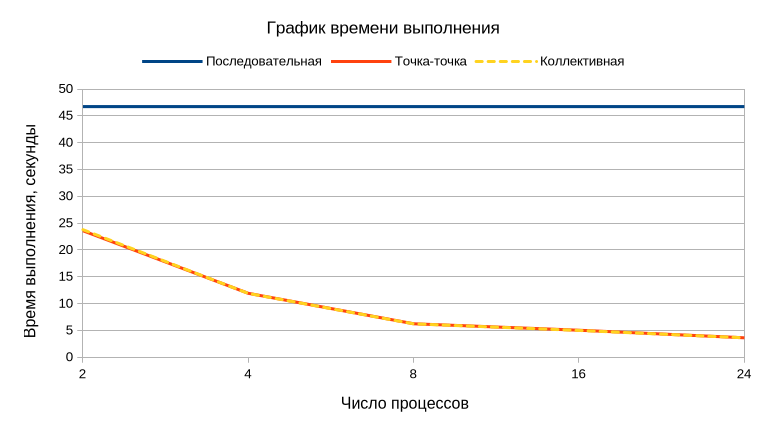 График времени выполнения
Последовательная Точка-точка Коллективная
Время выполнения, секунды
50
45
40
35
30
25
20
15
10
5
0
2 4 8 16 24
Число процессов